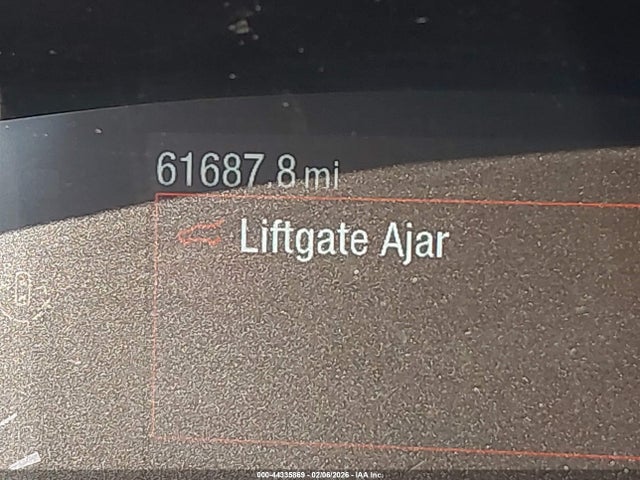 61687.8 mi
Liftgate Ajar
000-44335869 - 02/06/2026 - IAA Inc.